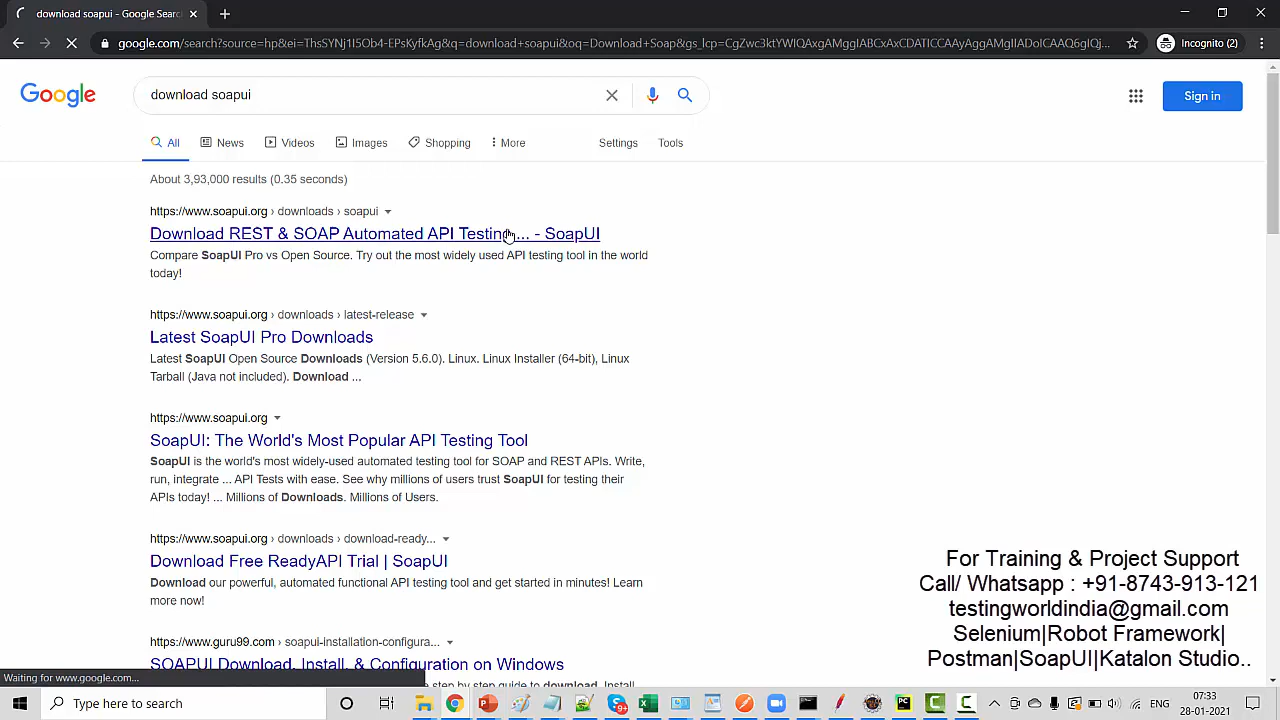 download soapui - Google Searc
google.com/search?source=hp&ei=ThsSYNj1I5Ob4-EPsKyfkAg&q=download+soapui&oq=Download+Soap&gs_lcp=CgZwc3ktYWIQAxgAMggIABCxAxCDATICCAAyAggAMgIIADoICAAQ6gIQj...
Incognito (2)
Google
download soapui
Sign in
All
News
Videos
Images
Shopping
More
Settings
Tools
About 3,93,000 results (0.35 seconds)
https://www.soapui.org › downloads › soapui
Download REST & SOAP Automated API Testing ... - SoapUI
Compare SoapUI Pro vs Open Source. Try out the most widely used API testing tool in the world
today!
https://www.soapui.org › downloads › latest-release
Latest SoapUI Pro Downloads
Latest SoapUI Open Source Downloads (Version 5.6.0). Linux. Linux Installer (64-bit), Linux
Tarball (Java not included). Download ...
https://www.soapui.org
SoapUI: The World's Most Popular API Testing Tool
SoapUI is the world's most widely-used automated testing tool for SOAP and REST APIs. Write,
run, integrate ... API Tests with ease. See why millions of users trust SoapUI for testing their
APIs today! ... Millions of Downloads. Millions of Users.
https://www.soapui.org › downloads › download-ready...
Download Free ReadyAPI Trial | SoapUI
Download our powerful, automated functional API testing tool and get started in minutes! Learn
more now!
https://www.guru99.com › soapui-installation-configura...
SOAPUI Download, Install, & Configuration on Windows
step by step guide to download, Install,
For Training & Project Support
Call/ Whatsapp : +91-8743-913-121
testingworldindia@gmail.com
Selenium|Robot Framework|
Postman|SoapUI|Katalon Studio..
Waiting for www.google.com...
Type here to search
ENG
07:33
28-01-2021